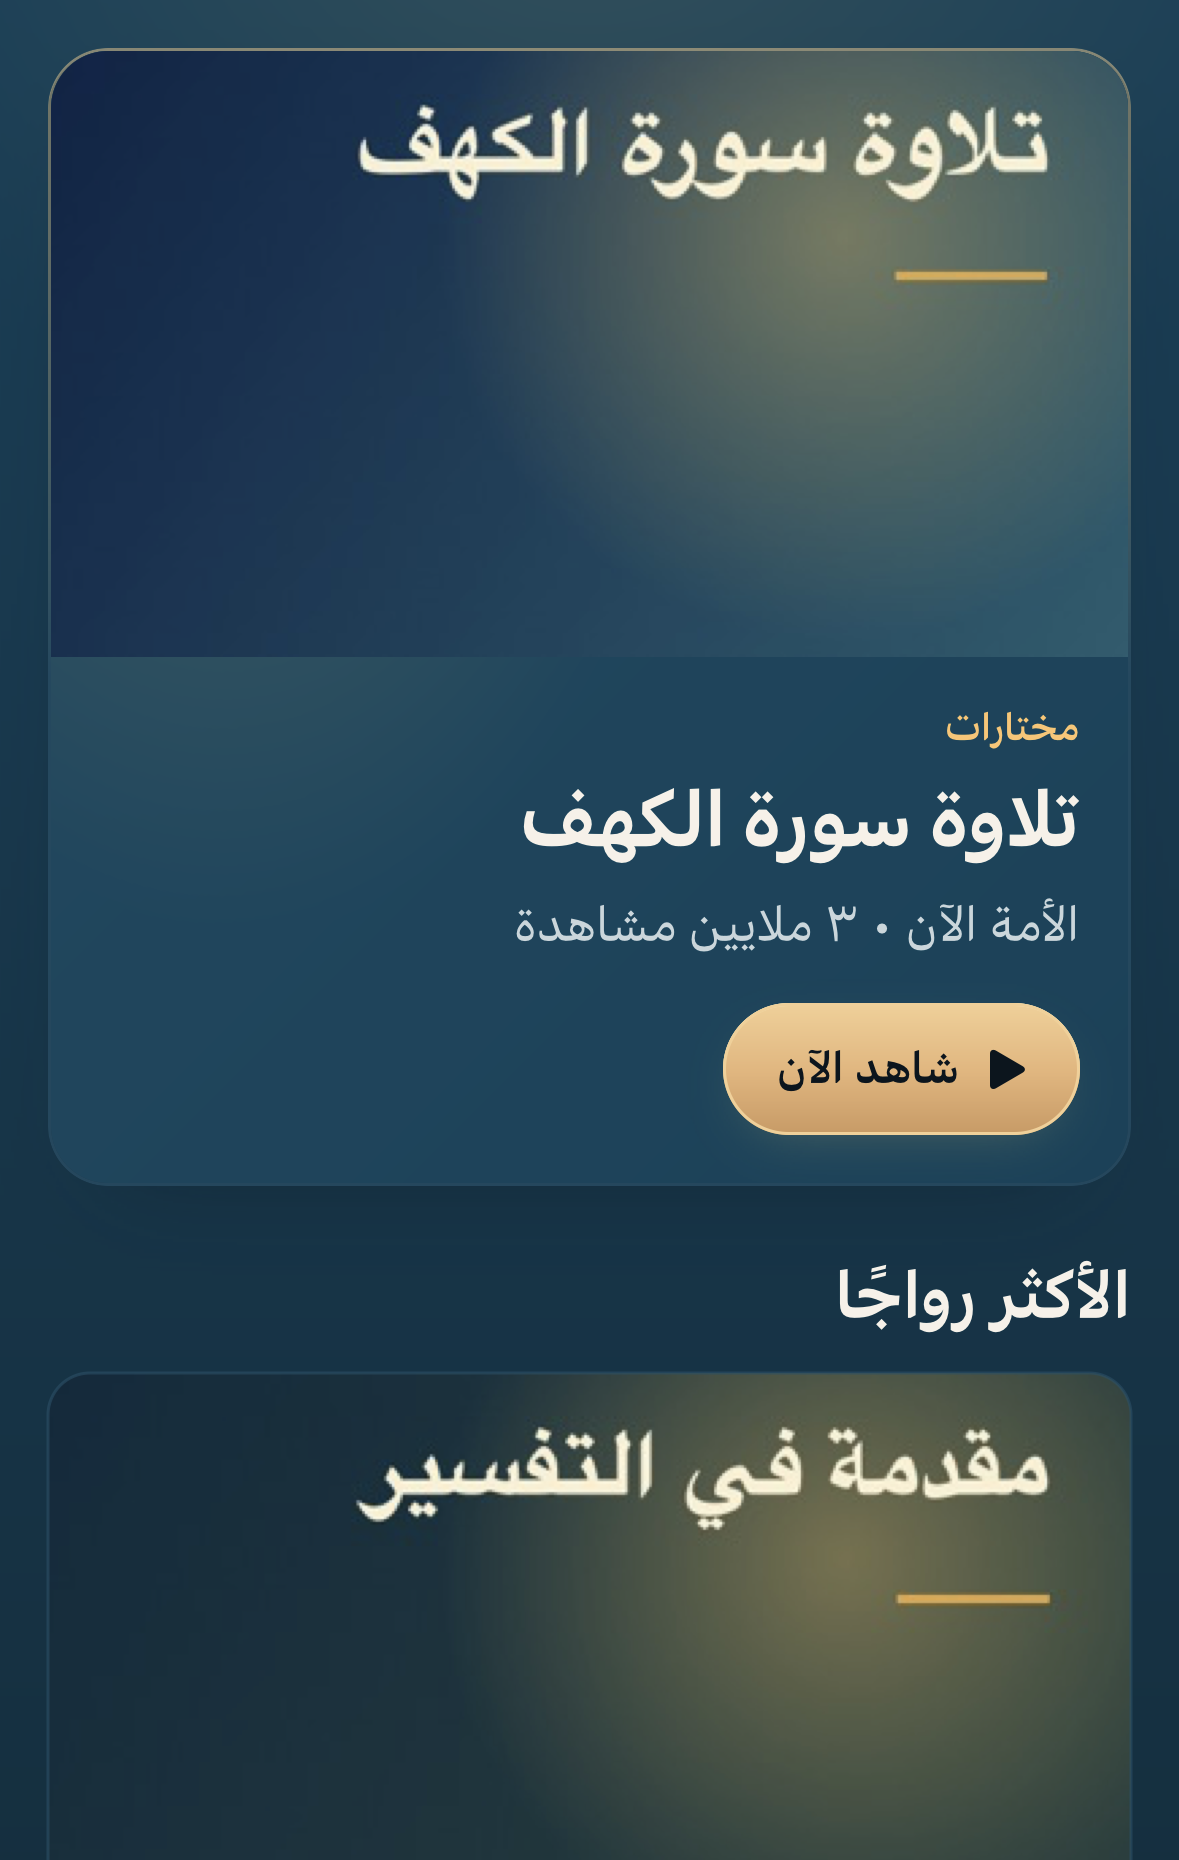 تلاوة سورة الكهف
مختارات
تلاوة سورة الكهف
الأمة الآن • ٣ ملايين مشاهدة
شاهد الآن
الأكثر رواجًا
مقدمة في التفسير